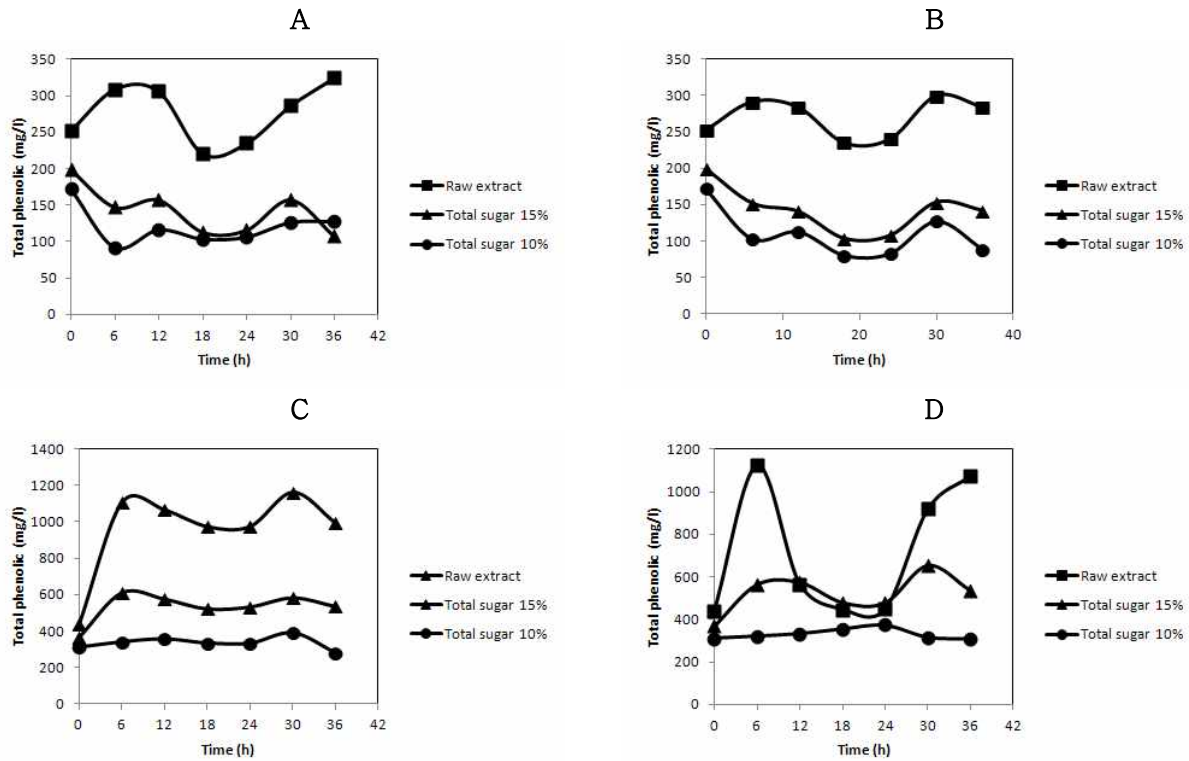 A
Total phenolic (mg/l)
350
300
250
200
150
100
50
0
0 6 12 18 24 30 36 42
Time (h)
Raw extract
Total sugar 15%
Total sugar 10%
B
Total phenolic (mg/l)
350
300
250
200
150
100
50
0
0 10 20 30 40
Time (h)
Raw extract
Total sugar 15%
Total sugar 10%
C
Total phenolic (mg/l)
1400
1200
1000
800
600
400
200
0
0 6 12 18 24 30 36 42
Time (h)
Raw extract
Total sugar 15%
Total sugar 10%
D
Total phenolic (mg/l)
1200
1000
800
600
400
200
0
0 6 12 18 24 30 36 42
Time (h)
Raw extract
Total sugar 15%
Total sugar 10%